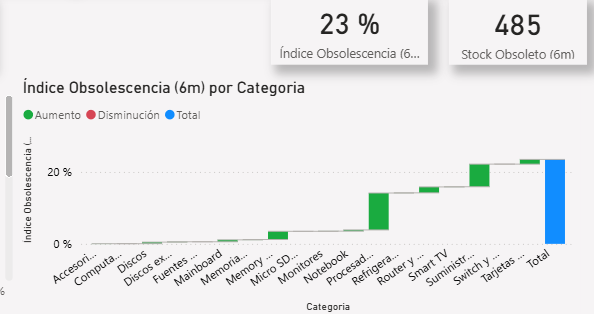 23 %
Índice Obsolescencia (6...
485
Stock Obsoleto (6m)
Índice Obsolescencia (6m) por Categoria
Aumento Disminución Total
Indice Obsolescencia (...
20 %
0 %
Accesori...
Computa...
Discos
Discos ex...
Fuentes ...
Mainboard
Memoria...
Memory ...
Micro SD...
Monitores
Notebook
Procesad...
Refrigera...
Router y ...
Smart TV
Suministr...
Switch y ...
Tarjetas ...
Total
Categoria
%